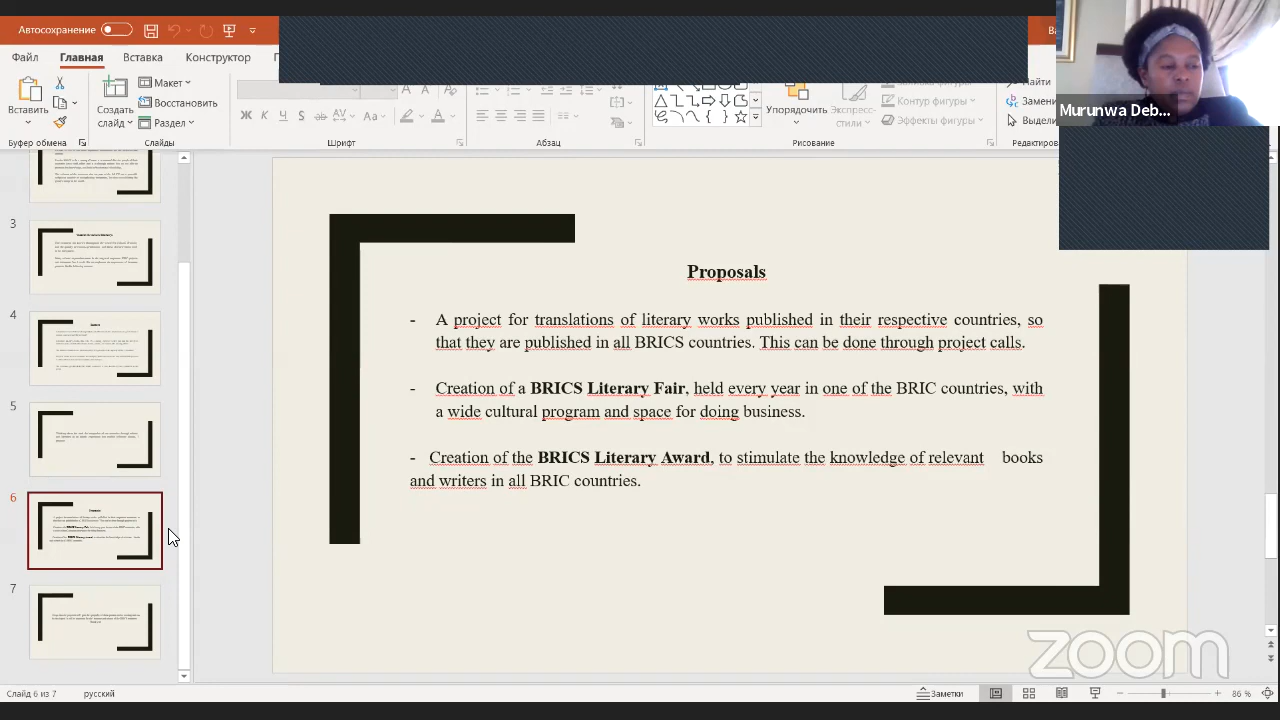 Автосохранение
Файл Главная Вставка Конструктор
Murunwa Deb...
Вставить
Создать слайд
Макет
Восстановить
Раздел
Упорядочить
Экспресс-стили
Контур фигуры
Эффекты фигуры
Найти
Замени
Выдели
Буфер обмена Слайды Шрифт Абзац Рисование Редактиров
3
4
5
6
7
Proposals
- A project for translations of literary works published in their respective countries, so
that they are published in all BRICS countries. This can be done through project calls.
- Creation of a BRICS Literary Fair, held every year in one of the BRIC countries, with
a wide cultural program and space for doing business.
- Creation of the BRICS Literary Award, to stimulate the knowledge of relevant books
and writers in all BRIC countries.
zoom
Слайд 6 из 7 русский Заметки 86 %